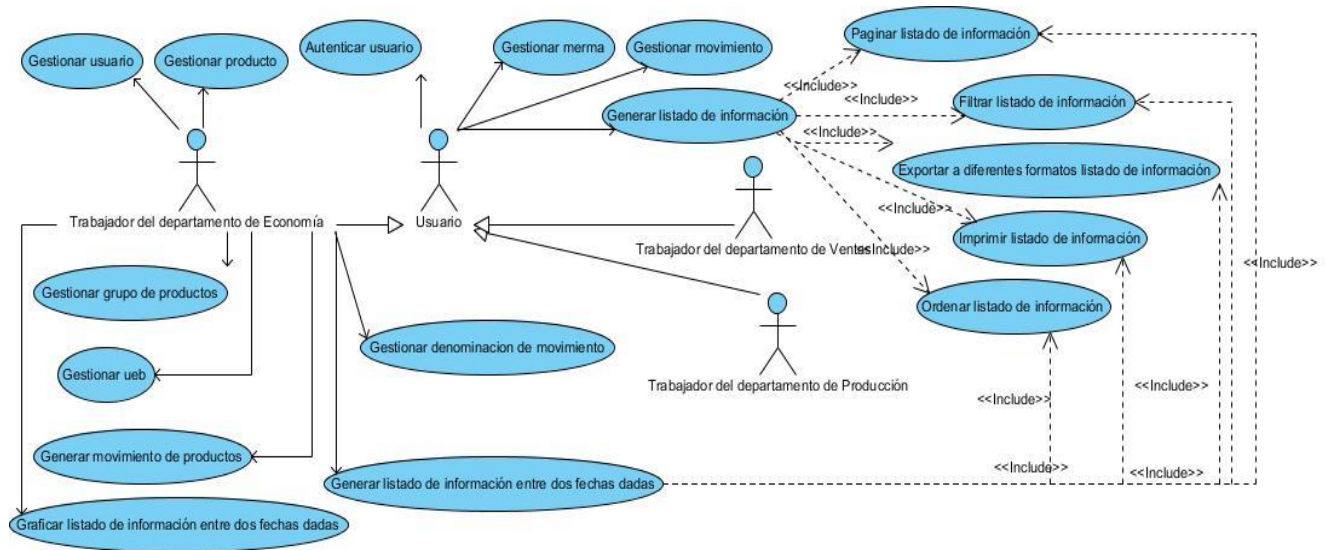 Gestionar usuario
Gestionar producto
Autenticar usuario
Gestionar merma
Gestionar movimiento
Paginar listado de información
<<Include>>
Generar listado de información
<<Include>>
Filtrar listado de información
<<Include>>
Exportar a diferentes formatos listado de información
<<Include>>
Trabajador del departamento de Economía
Usuario
Imprimir listado de información
Trabajador del departamento de Ventas
<<Include>>
<<Include>>
Gestionar grupo de productos
Ordenar listado de información
Gestionar denominacion de movimiento
Gestionar ueb
Trabajador del departamento de Producción
<<Include>>
<<Include>>
Generar movimiento de productos
<<Include>>
<<Include>>
Generar listado de información entre dos fechas dadas
Graficar listado de información entre dos fechas dadas